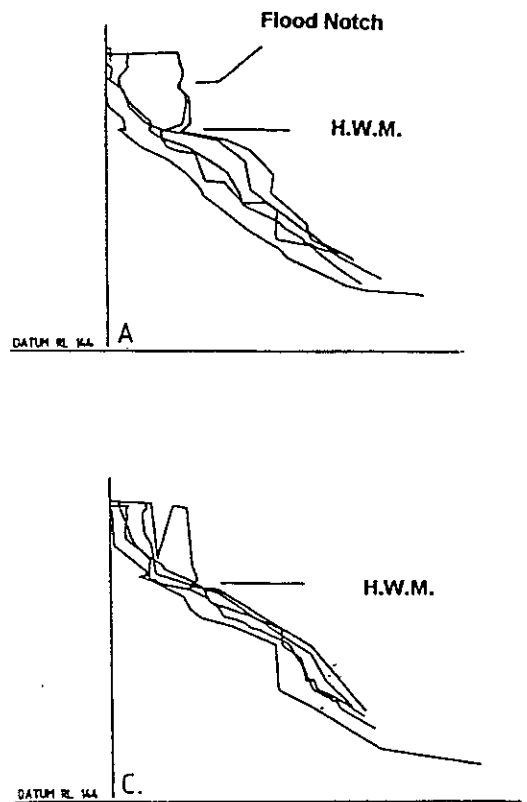 Flood Notch
H.W.M.
DATUM RL 144
A
H.W.M.
DATUM RL 144
C.